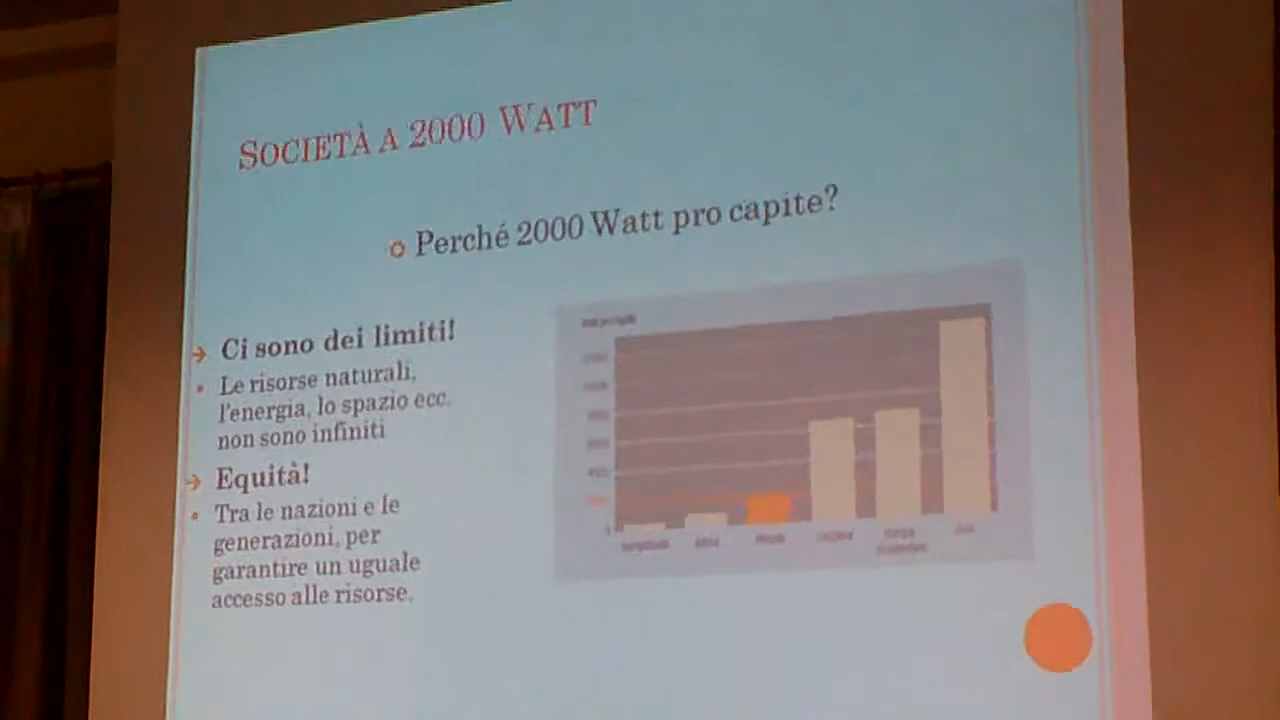 SOCIETÀ A 2000 WATT
Perché 2000 Watt pro capite?
Ci sono dei limiti!
Le risorse naturali,
l'energia, lo spazio ecc.
non sono infiniti
Equità!
Tra le nazioni e le
generazioni, per
garantire un uguale
accesso alle risorse.